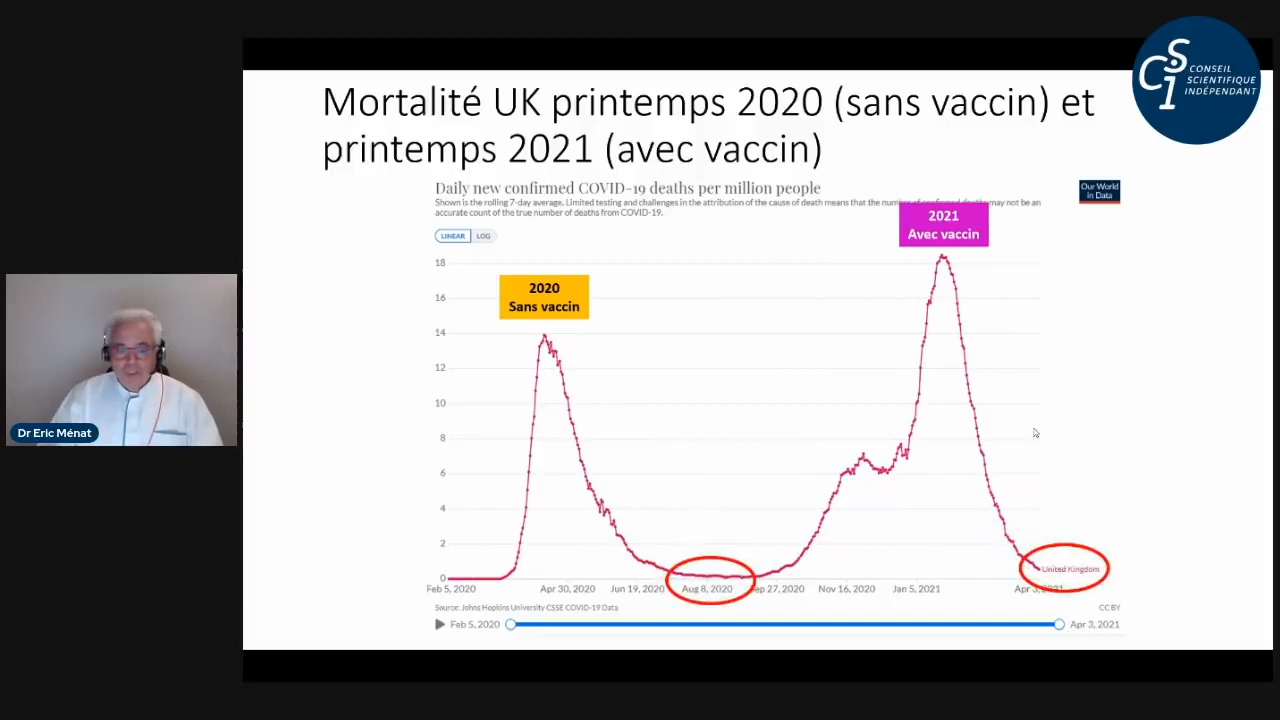 Mortalité UK printemps 2020 (sans vaccin) et
printemps 2021 (avec vaccin)
CSI
CONSEIL
SCIENTIFIQUE
INDÉPENDANT
Daily new confirmed COVID-19 deaths per million people
Shown is the rolling 7-day average. Limited testing and challenges in the attribution of the cause of death means that the number of confirmed deaths may not be an
accurate count of the true number of deaths from COVID-19.
Our World
in Data
LINEAR LOG
2021
Avec vaccin
2020
Sans vaccin
18
16
14
12
10
8
6
4
2
0
United Kingdom
Feb 5, 2020 Apr 30, 2020 Jun 19, 2020 Aug 8, 2020 Sep 27, 2020 Nov 16, 2020 Jan 5, 2021 Apr 3, 2021
Source: Johns Hopkins University CSSE COVID-19 Data CC BY
Feb 5, 2020 Apr 3, 2021
Dr Eric Ménat